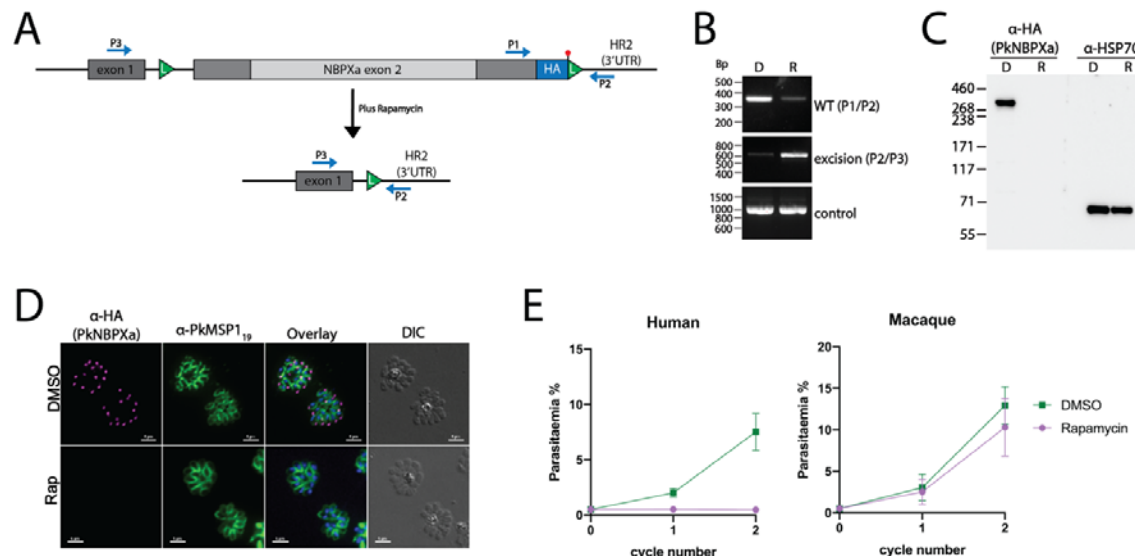 A
P3
exon 1
L
NBPXa exon 2
P1
HA
L
P2
HR2
(3'UTR)
Plus Rapamycin
P3
exon 1
L
HR2
(3'UTR)
P2
B
Bp
D R
500
400
300
200
WT (P1/P2)
800
600
500
400
excision (P2/P3)
1500
1000
800
600
control
C
α-HA
(PkNBPXa)
α-HSP70
D R D R
460
268
238
171
117
71
55
D
α-HA
(PkNBPXa)
α-PkMSP1₁₉
Overlay
DIC
DMSO
Rap
E
Human
Parasitaemia %
15
10
5
0
0 1 2
cycle number
Macaque
Parasitaemia %
20
15
10
5
0
0 1 2
cycle number
DMSO
Rapamycin